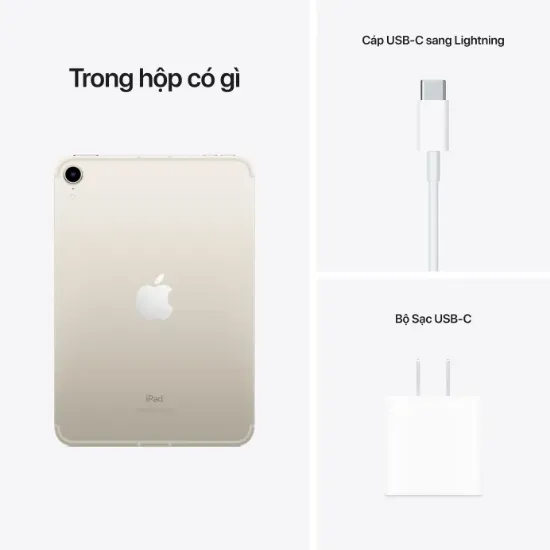 Trong hộp có gì
Cáp USB-C sang Lightning
iPad
Bộ Sạc USB-C